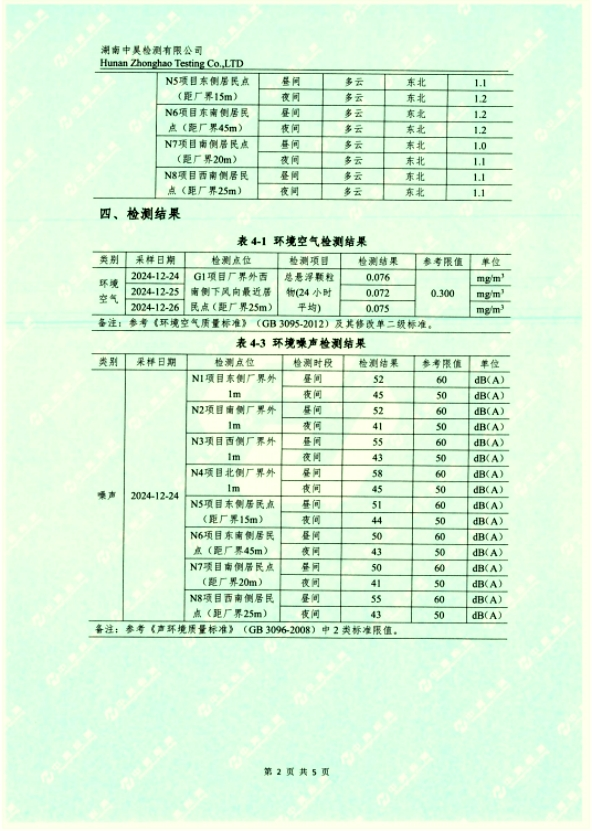 湖南中昊检测有限公司
Hunan Zhonghao Testing Co.,LTD
N5项目东侧居民点（距厂界15m） 昼间 多云 东北 1.1
夜间 多云 东北 1.2
N6项目东南侧居民点（距厂界45m） 昼间 多云 东北 1.2
夜间 多云 东北 1.2
N7项目南侧居民点（距厂界20m） 昼间 多云 东北 1.0
夜间 多云 东北 1.1
N8项目西南侧居民点（距厂界25m） 昼间 多云 东北 1.1
夜间 多云 东北 1.1
四、检测结果
表 4-1 环境空气检测结果
类别 采样日期 检测点位 检测项目 检测结果 参考限值 单位
环境空气 2024-12-24 G1项目厂界外西南侧下风向最近居民点（距厂界25m） 总悬浮颗粒物(24小时平均) 0.076 0.300 mg/m³
2024-12-25 0.072 mg/m³
2024-12-26 0.075 mg/m³
备注：参考《环境空气质量标准》（GB 3095-2012）及其修改单二级标准。
表 4-3 环境噪声检测结果
类别 采样日期 检测点位 检测时段 检测结果 参考限值 单位
噪声 2024-12-24 N1项目东侧厂界外1m 昼间 52 60 dB(A)
夜间 45 50 dB(A)
N2项目南侧厂界外1m 昼间 52 60 dB(A)
夜间 41 50 dB(A)
N3项目西侧厂界外1m 昼间 55 60 dB(A)
夜间 43 50 dB(A)
N4项目北侧厂界外1m 昼间 58 60 dB(A)
夜间 45 50 dB(A)
N5项目东侧居民点（距厂界15m） 昼间 51 60 dB(A)
夜间 44 50 dB(A)
N6项目东南侧居民点（距厂界45m） 昼间 50 60 dB(A)
夜间 43 50 dB(A)
N7项目南侧居民点（距厂界20m） 昼间 50 60 dB(A)
夜间 41 50 dB(A)
N8项目西南侧居民点（距厂界25m） 昼间 55 60 dB(A)
夜间 43 50 dB(A)
备注：参考《声环境质量标准》（GB 3096-2008）中2类标准限值。
第 2 页 共 5 页